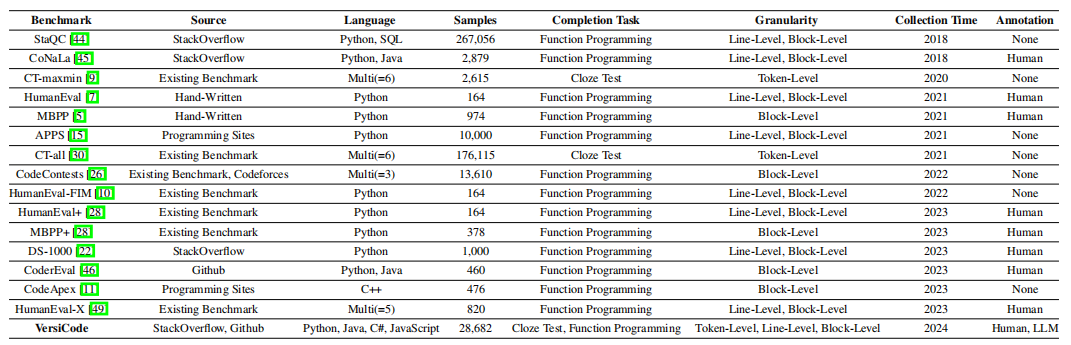 Benchmark Source Language Samples Completion Task Granularity Collection Time Annotation
StaQC [44] StackOverflow Python, SQL 267,056 Function Programming Line-Level, Block-Level 2018 None
CoNaLa [45] StackOverflow Python, Java 2,879 Function Programming Line-Level, Block-Level 2018 Human
CT-maxmin [9] Existing Benchmark Multi(=6) 2,615 Cloze Test Token-Level 2020 None
HumanEval [7] Hand-Written Python 164 Function Programming Line-Level, Block-Level 2021 Human
MBPP [5] Hand-Written Python 974 Function Programming Block-Level 2021 Human
APPS [15] Programming Sites Python 10,000 Function Programming Line-Level, Block-Level 2021 None
CT-all [30] Existing Benchmark Multi(=6) 176,115 Cloze Test Token-Level 2021 None
CodeContests [26] Existing Benchmark, Codeforces Multi(=3) 13,610 Function Programming Block-Level 2022 None
HumanEval-FIM [10] Existing Benchmark Python 164 Function Programming Line-Level, Block-Level 2022 None
HumanEval+ [28] Existing Benchmark Python 164 Function Programming Line-Level, Block-Level 2023 Human
MBPP+ [28] Existing Benchmark Python 378 Function Programming Block-Level 2023 Human
DS-1000 [22] StackOverflow Python 1,000 Function Programming Line-Level, Block-Level 2023 Human
CoderEval [46] Github Python, Java 460 Function Programming Block-Level 2023 Human
CodeApex [11] Programming Sites C++ 476 Function Programming Block-Level 2023 None
HumanEval-X [49] Existing Benchmark Multi(=5) 820 Function Programming Line-Level, Block-Level 2023 Human
VersiCode StackOverflow, Github Python, Java, C#, JavaScript 28,682 Cloze Test, Function Programming Token-Level, Line-Level, Block-Level 2024 Human, LLM